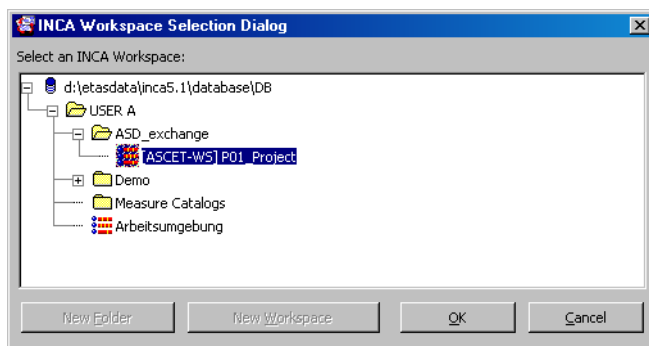 INCA Workspace Selection Dialog
Select an INCA Workspace:
d:\etasdata\inca5.1\database\DB
USER A
ASD_exchange
[ASCET-WS] P01_Project
Demo
Measure Catalogs
Arbeitsumgebung
New Folder New Workspace OK Cancel